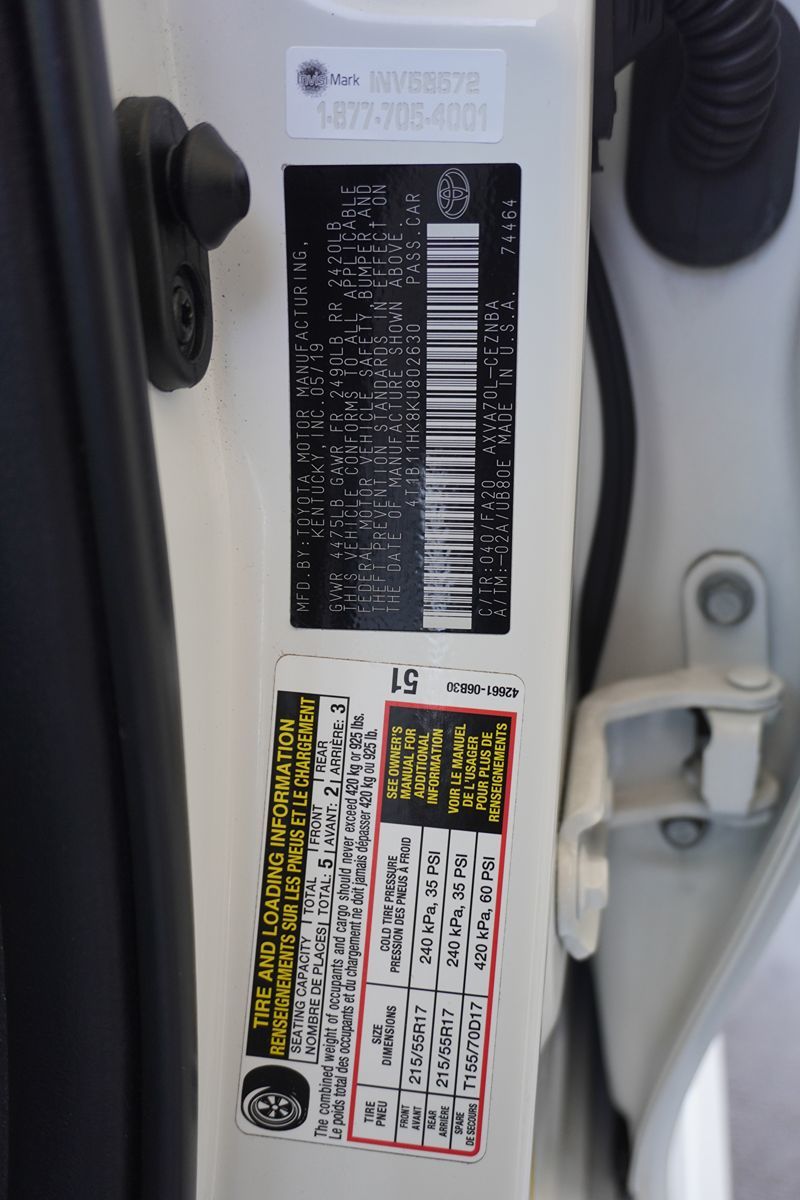 InvisiMark INV58572
1-877-705-4001
MFD. BY: TOYOTA MOTOR MANUFACTURING,
KENTUCKY, INC. 05/19
GVWR 4475LB GAWR FR 2490LB RR 2420LB
THIS VEHICLE CONFORMS TO ALL APPLICABLE
FEDERAL MOTOR VEHICLE SAFETY, BUMPER AND
THEFT PREVENTION STANDARDS IN EFFECT ON
THE DATE OF MANUFACTURE SHOWN ABOVE.
4T1B11HK8KU802630 PASS.CAR
C/TR:040/FA20 AXVA70L-CEZNBA
A/TM:-02A/UB80E MADE IN U.S.A. 74464
TIRE AND LOADING INFORMATION
RENSEIGNEMENTS SUR LES PNEUS ET LE CHARGEMENT
SEATING CAPACITY TOTAL FRONT REAR
NOMBRE DE PLACES TOTAL: 5 AVANT: 2 ARRIÈRE: 3
The combined weight of occupants and cargo should never exceed 420 kg or 925 lbs.
Le poids total des occupants et du chargement ne doit jamais dépasser 420 kg ou 925 lb.
TIRE SIZE COLD TIRE PRESSURE
PNEU DIMENSIONS PRESSION DES PNEUS À FROID
FRONT
AVANT 215/55R17 240 kPa, 35 PSI
REAR
ARRIÈRE 215/55R17 240 kPa, 35 PSI
SPARE
DE SECOURS T155/70D17 420 kPa, 60 PSI
SEE OWNER'S
MANUAL FOR
ADDITIONAL
INFORMATION
VOIR LE MANUEL
DE L'USAGER
POUR PLUS DE
RENSEIGNEMENTS
51
42661-06B30